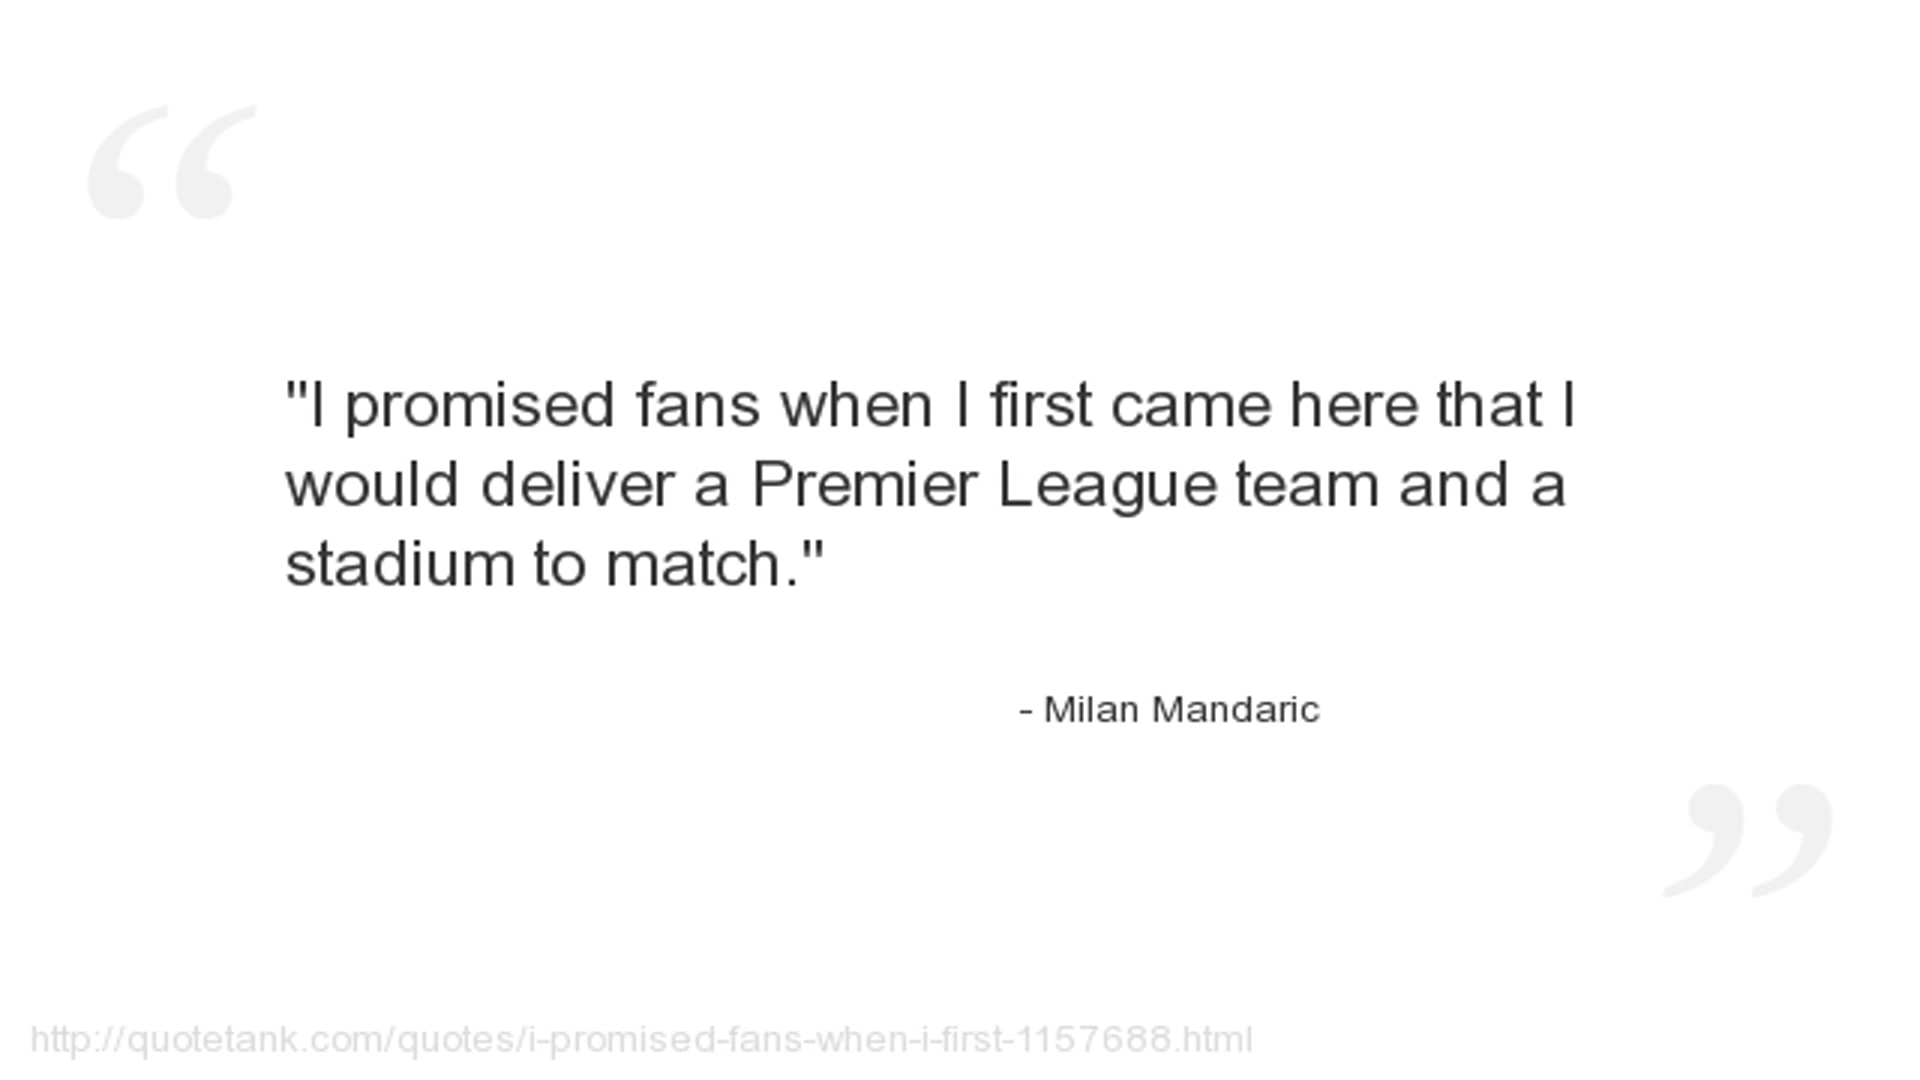 “
"I promised fans when I first came here that I
would deliver a Premier League team and a
stadium to match."
- Milan Mandaric
”
http://quotetank.com/quotes/i-promised-fans-when-i-first-1157688.html